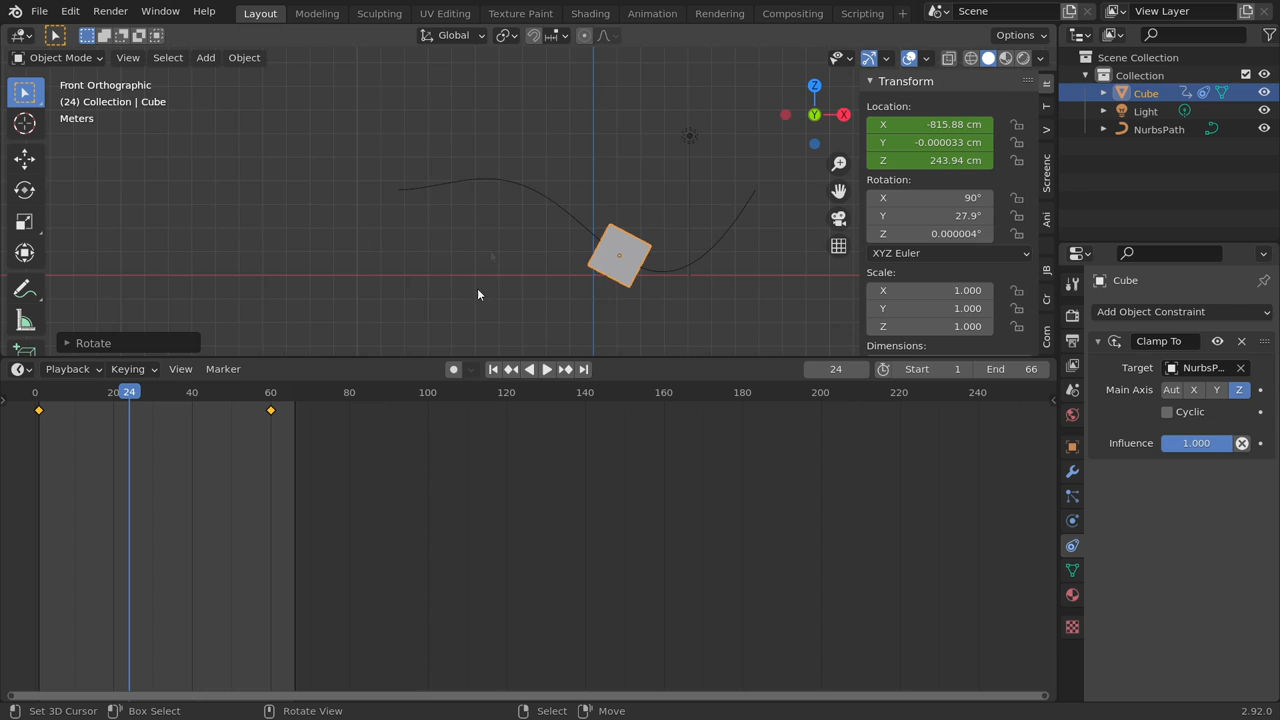 File Edit Render Window Help Layout Modeling Sculpting UV Editing Texture Paint Shading Animation Rendering Compositing Scripting + Scene View Layer
Global Options
Object Mode View Select Add Object
Front Orthographic
(24) Collection | Cube
Meters
Z
Y
X
Rotate
Transform
Location:
X -815.88 cm
Y -0.000033 cm
Z 243.94 cm
Rotation:
X 90°
Y 27.9°
Z 0.000004°
XYZ Euler
Scale:
X 1.000
Y 1.000
Z 1.000
Dimensions:
It
T
V
Screenc
Ani
JB
Cr
Com
Scene Collection
Collection
Cube
Light
NurbsPath
Cube
Add Object Constraint
Clamp To
Target NurbsP...
Main Axis Aut X Y Z
Cyclic
Influence 1.000
Playback Keying View Marker 24 Start 1 End 66
0 20 24 40 60 80 100 120 140 160 180 200 220 240
Set 3D Cursor Box Select Rotate View Select Move 2.92.0